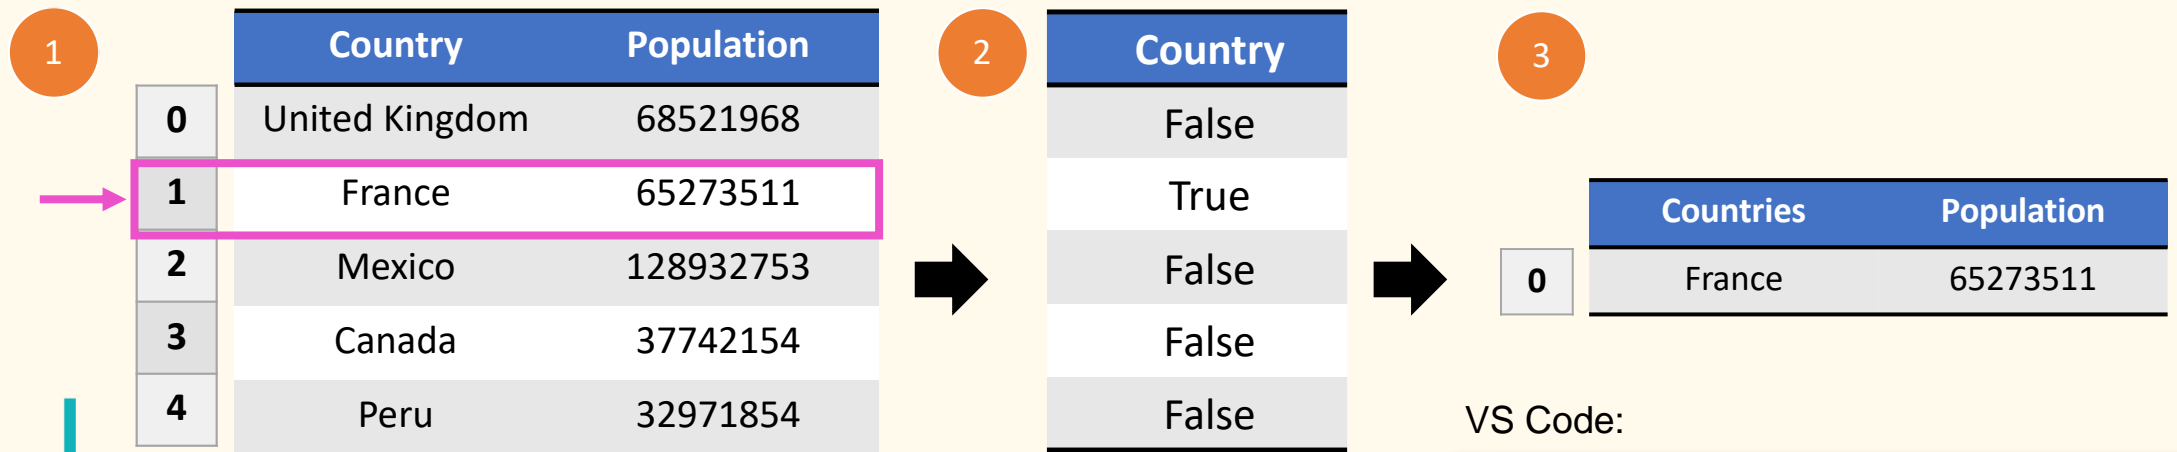 1
Country Population
0 United Kingdom 68521968
1 France 65273511
2 Mexico 128932753
3 Canada 37742154
4 Peru 32971854
2
Country
False
True
False
False
False
3
Countries Population
0 France 65273511
VS Code: